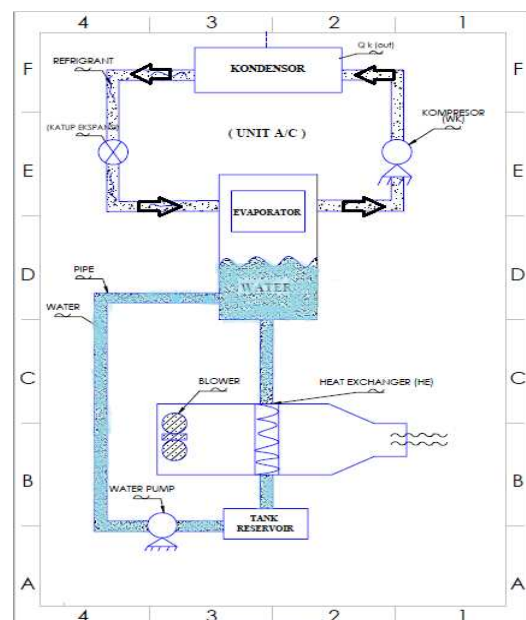 4 3 2 1
F F
Q k (out)
REFRIGRANT
KONDENSOR
KOMPRESOR
(WK)
(KATUP EKSPANSI)
( UNIT A/C )
E E
EVAPORATOR
D D
PIPE
WATER
WATER
C C
BLOWER
HEAT EXCHANGER (HE)
B B
WATER PUMP
TANK
RESERVOIR
A A
4 3 2 1